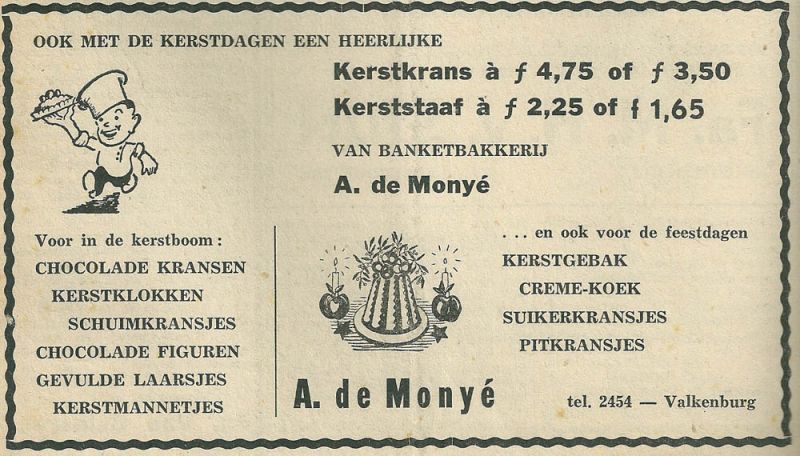 OOK MET DE KERSTDAGEN EEN HEERLIJKE
Kerstkrans à ƒ 4,75 of ƒ 3,50
Kerststaaf à ƒ 2,25 of f 1,65
VAN BANKETBAKKERIJ
A. de Monyé
Voor in de kerstboom :
CHOCOLADE KRANSEN
KERSTKLOKKEN
SCHUIMKRANSJES
CHOCOLADE FIGUREN
GEVULDE LAARSJES
KERSTMANNETJES
. . . en ook voor de feestdagen
KERSTGEBAK
CREME-KOEK
SUIKERKRANSJES
PITKRANSJES
A. de Monyé
tel. 2454 — Valkenburg